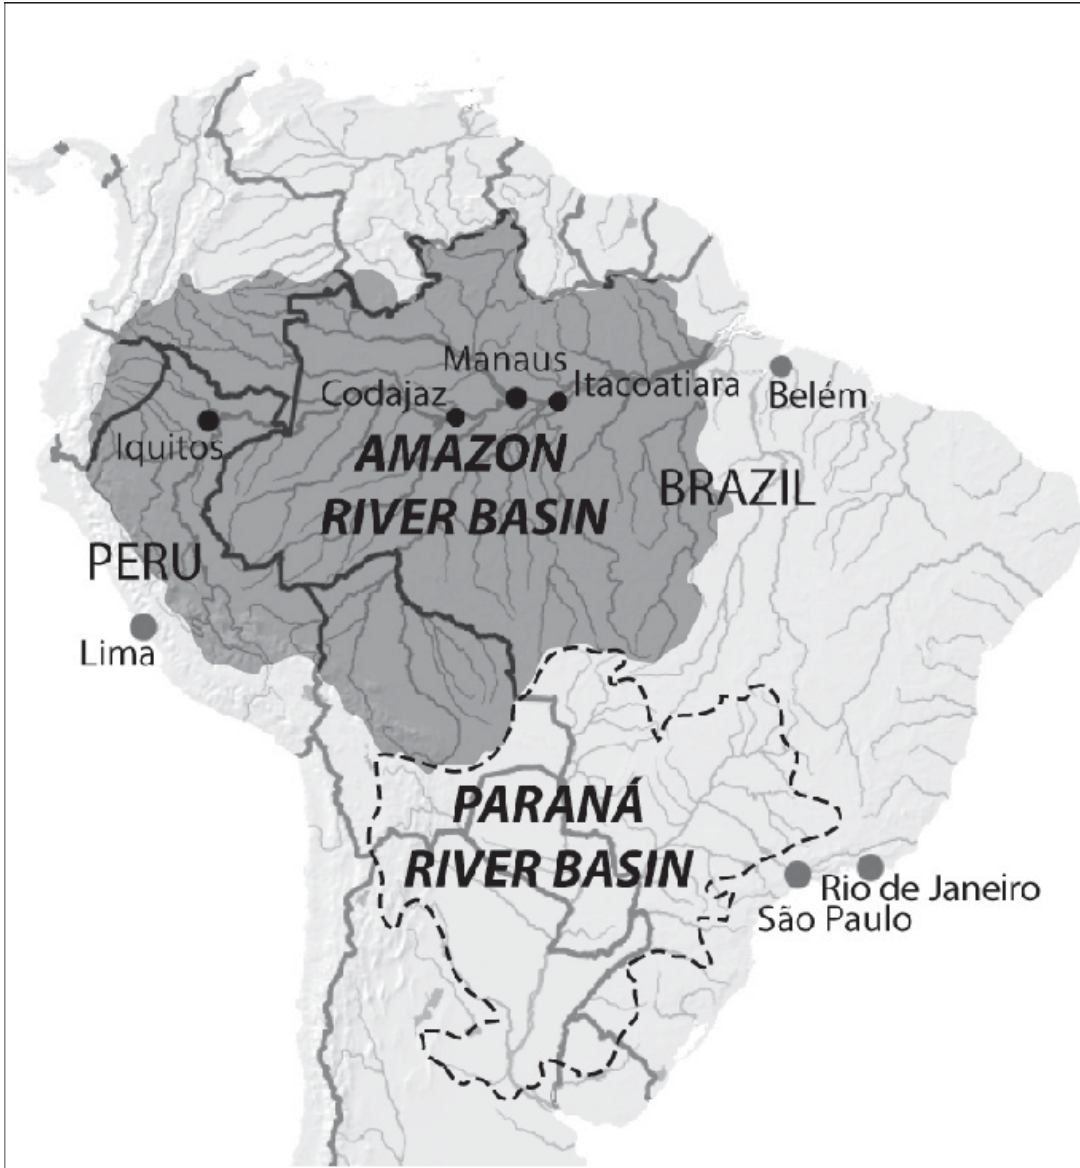 Manaus
Codajaz
Itacoatiara
Belém
Iquitos
AMAZON
RIVER BASIN
BRAZIL
PERU
Lima
PARANÁ
RIVER BASIN
Rio de Janeiro
São Paulo